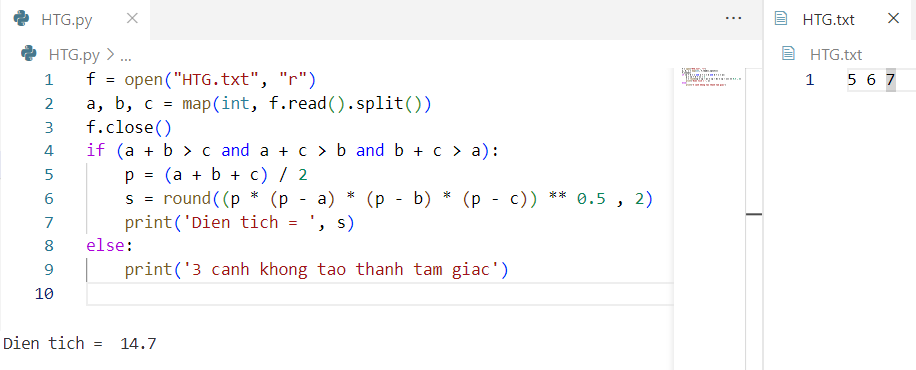 HTG.py
HTG.py > ...
1 f = open("HTG.txt", "r")
2 a, b, c = map(int, f.read().split())
3 f.close()
4 if (a + b > c and a + c > b and b + c > a):
5     p = (a + b + c) / 2
6     s = round((p * (p - a) * (p - b) * (p - c)) ** 0.5 , 2)
7     print('Dien tich = ', s)
8 else:
9     print('3 canh khong tao thanh tam giac')
10
Dien tich =  14.7
HTG.txt
HTG.txt
1 5 6 7